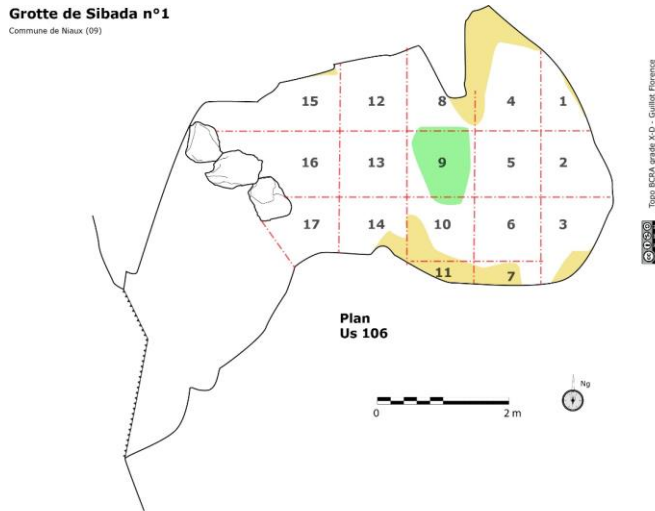 Grotte de Sibada n°1
Commune de Niaux (09)
15
12
8
4
1
16
13
9
5
2
17
14
10
6
3
11
7
Plan
Us 106
Ng
0
2 m
Topo BCRA grade X-D - Guillot Florence